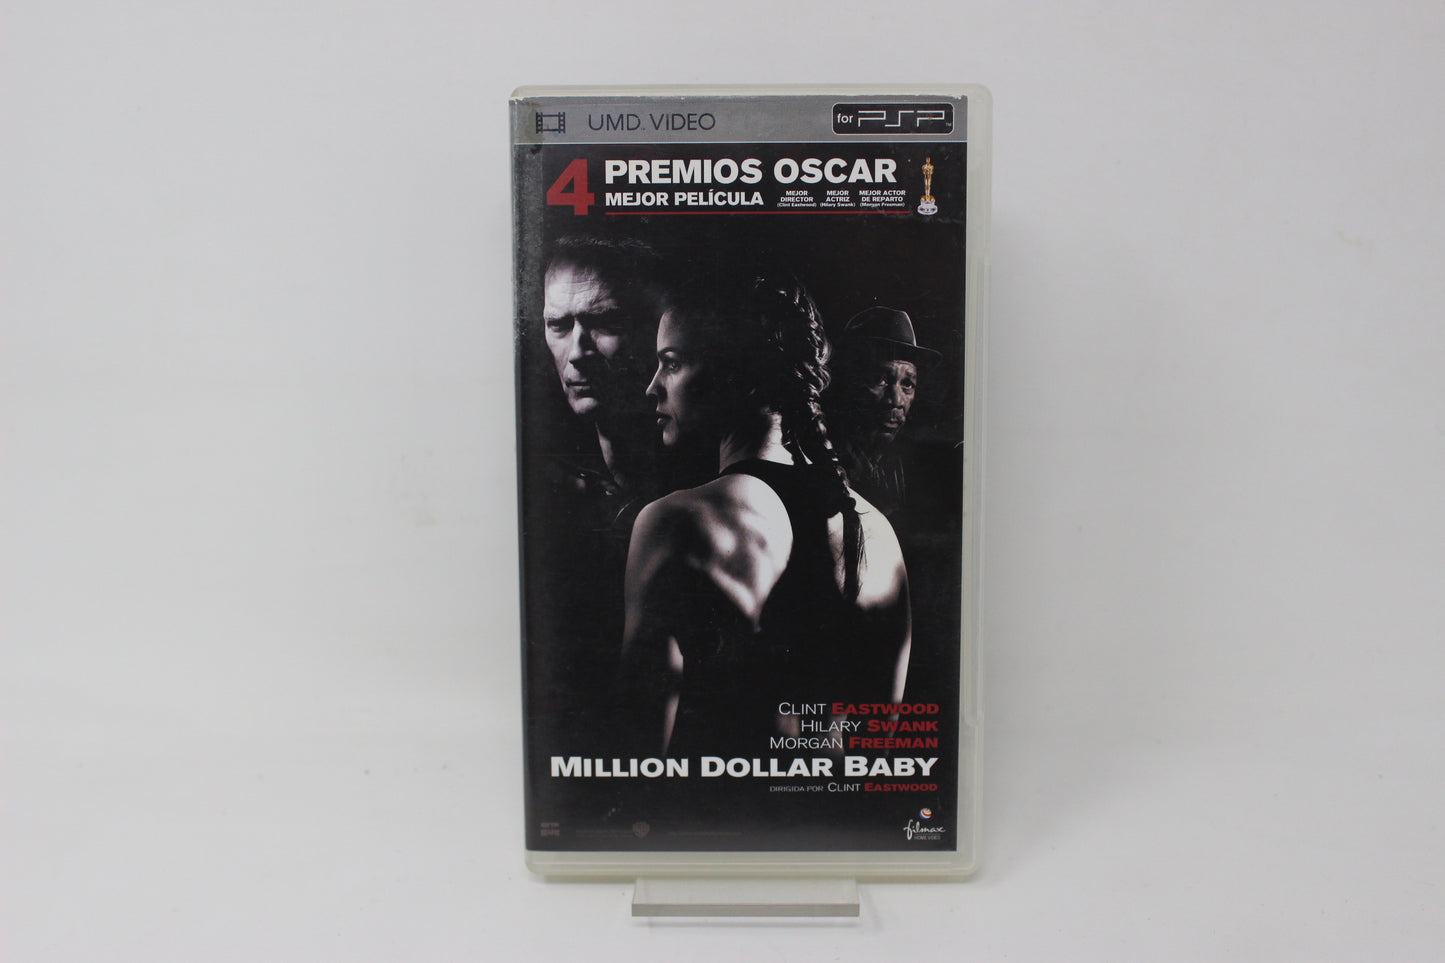 UMD VIDEO
for PSP
4 PREMIOS OSCAR
MEJOR PELÍCULA
MEJOR DIRECTOR (Clint Eastwood)
MEJOR ACTRIZ (Hilary Swank)
MEJOR ACTOR DE REPARTO (Morgan Freeman)
CLINT EASTWOOD
HILARY SWANK
MORGAN FREEMAN
MILLION DOLLAR BABY
DIRIGIDA POR CLINT EASTWOOD
filmax
HOME VIDEO